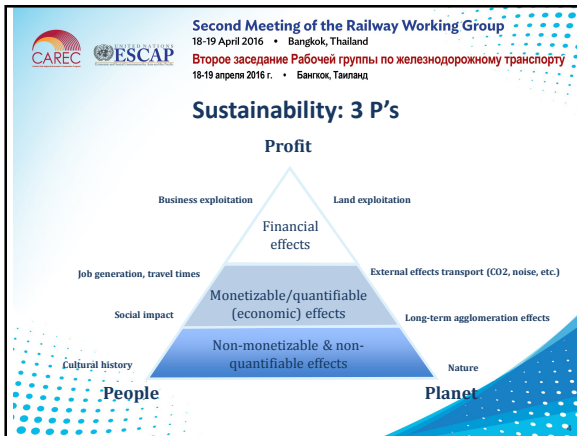 CAREC
UNITED NATIONS
ESCAP
Second Meeting of the Railway Working Group
18-19 April 2016 • Bangkok, Thailand
Второе заседание Рабочей группы по железнодорожному транспорту
18-19 апреля 2016 г. • Бангкок, Таиланд
Sustainability: 3 P's
Profit
Business exploitation
Land exploitation
Financial
effects
Job generation, travel times,
External effects transport (CO2, noise, etc.)
Monetizable/quantifiable
(economic) effects
Social impact
Long-term agglomeration effects
Non-monetizable & non-
quantifiable effects
Cultural history
Nature
People
Planet